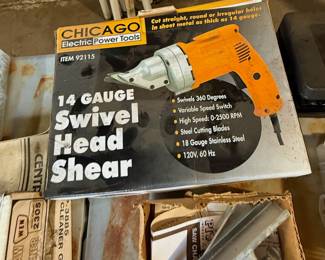 CHICAGO
Electric Power Tools
ITEM 92115
Cut straight, round or irregular holes
in sheet metal as thick as 14 gauge.
14 GAUGE
Swivel
Head
Shear
• Swivels 360 Degrees
• Variable Speed Switch
• High Speed: 0-2500 RPM
• Steel Cutting Blades
• 18 Gauge Stainless Steel
• 120V, 60 Hz